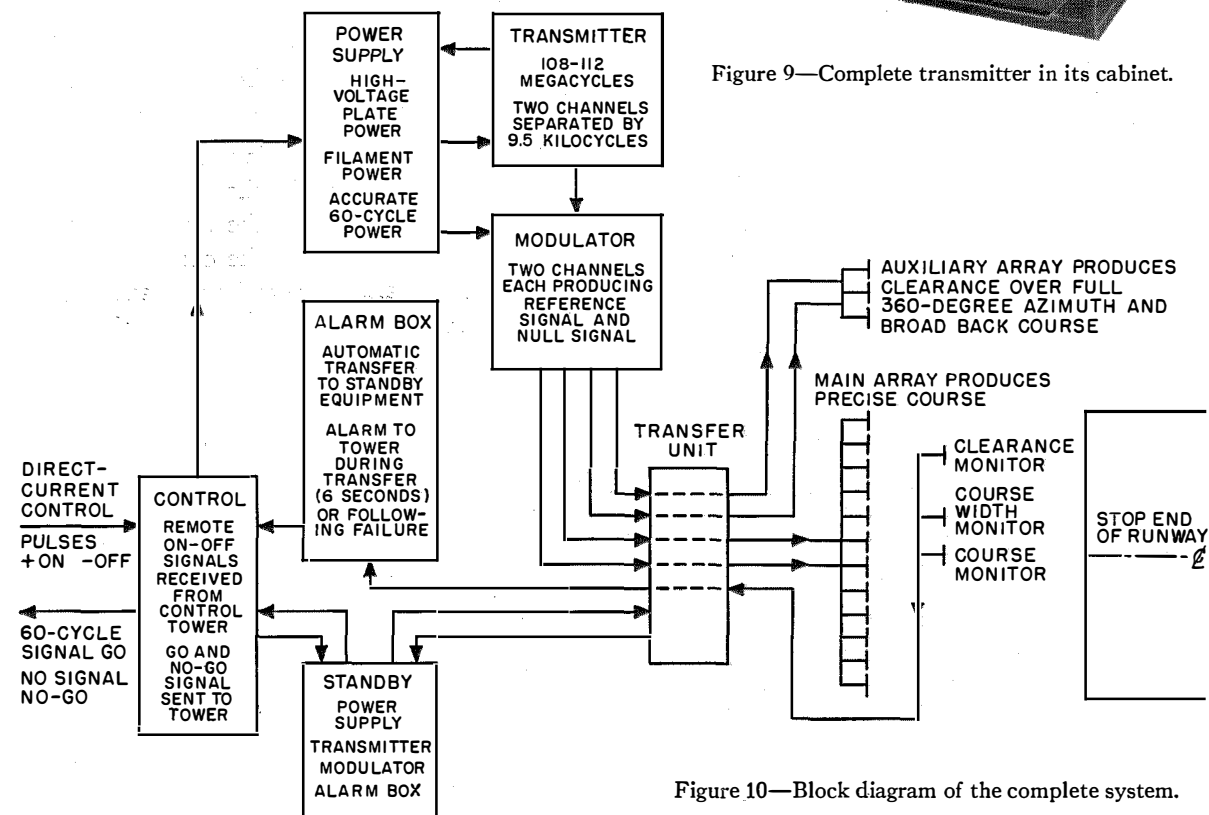 POWER
SUPPLY
HIGH-
VOLTAGE
PLATE
POWER
FILAMENT
POWER
ACCURATE
60-CYCLE
POWER
TRANSMITTER
108-112
MEGACYCLES
TWO CHANNELS
SEPARATED BY
9.5 KILOCYCLES
Figure 9—Complete transmitter in its cabinet.
MODULATOR
TWO CHANNELS
EACH PRODUCING
REFERENCE
SIGNAL AND
NULL SIGNAL
AUXILIARY ARRAY PRODUCES
CLEARANCE OVER FULL
360-DEGREE AZIMUTH AND
BROAD BACK COURSE
ALARM BOX
AUTOMATIC
TRANSFER
TO STANDBY
EQUIPMENT
ALARM TO
TOWER
DURING
TRANSFER
(6 SECONDS)
OR FOLLOW-
ING FAILURE
MAIN ARRAY PRODUCES
PRECISE COURSE
TRANSFER
UNIT
CLEARANCE
MONITOR
COURSE
WIDTH
MONITOR
COURSE
MONITOR
STOP END
OF RUNWAY
℄
DIRECT-
CURRENT
CONTROL
PULSES
+ON -OFF
60-CYCLE
SIGNAL GO
NO SIGNAL
NO-GO
CONTROL
REMOTE
ON-OFF
SIGNALS
RECEIVED
FROM
CONTROL
TOWER
GO AND
NO-GO
SIGNAL
SENT TO
TOWER
STANDBY
POWER
SUPPLY
TRANSMITTER
MODULATOR
ALARM BOX
Figure 10—Block diagram of the complete system.